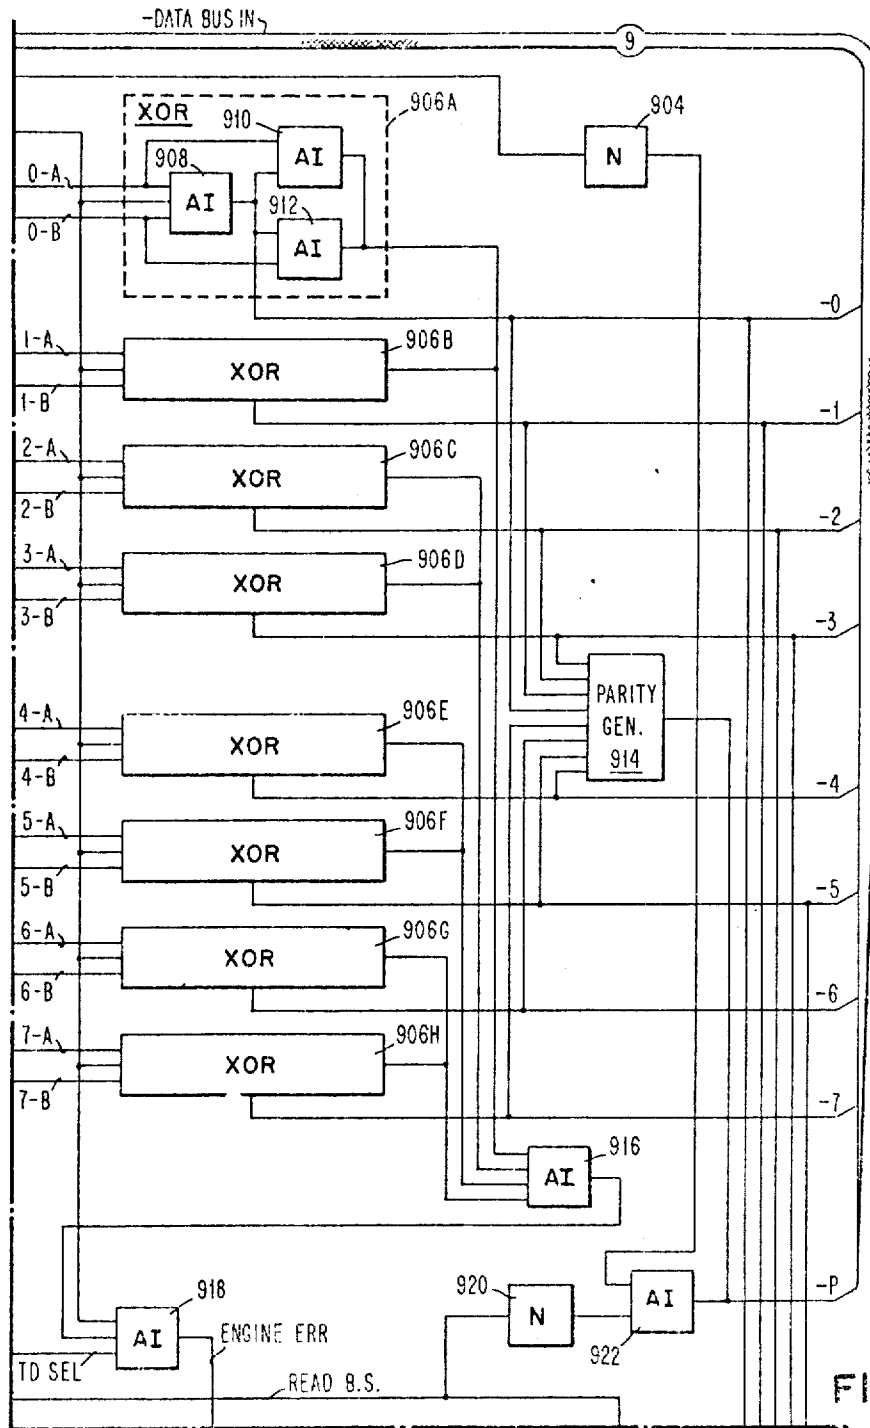 -DATA BUS IN
9
XOR
910
906A
904
AI
N
908
0-A
AI
912
0-B
AI
-0
1-A
906B
XOR
1-B
-1
2-A
906C
XOR
2-B
-2
3-A
906D
XOR
3-B
-3
PARITY
GEN.
914
4-A
906E
XOR
4-B
-4
5-A
906F
XOR
5-B
-5
6-A
906G
XOR
6-B
-6
7-A
906H
XOR
7-B
-7
916
AI
-P
918
920
AI
N
AI
922
ENGINE ERR
TD SEL
READ B.S.